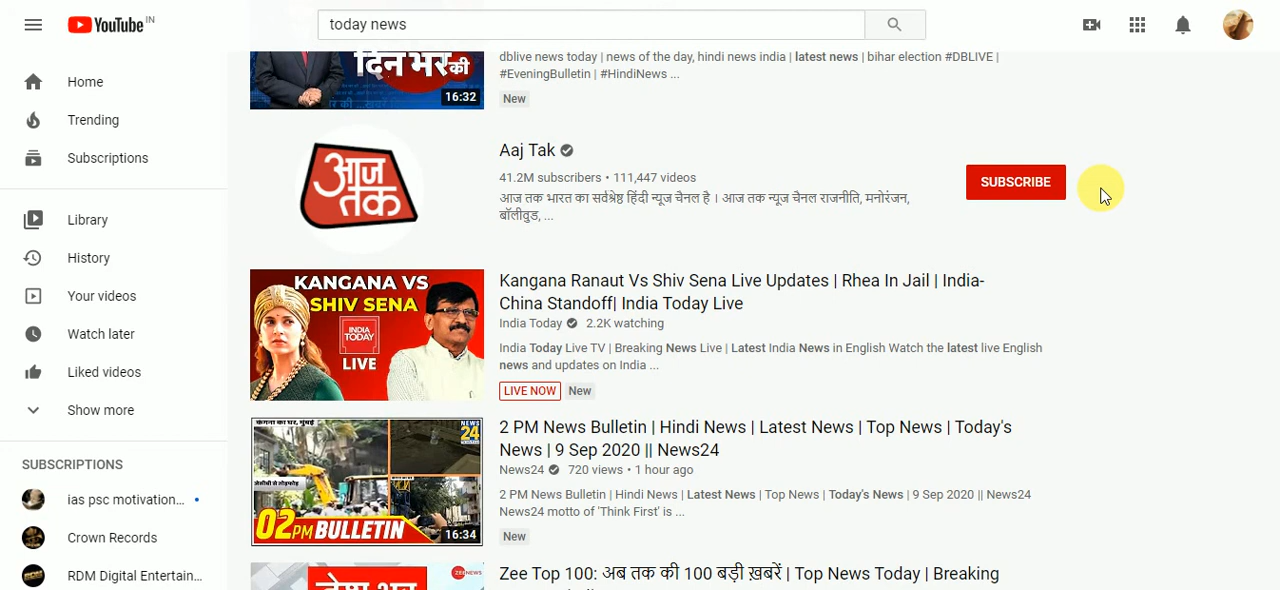 YouTube IN
today news
Home
Trending
Subscriptions
Library
History
Your videos
Watch later
Liked videos
Show more
SUBSCRIPTIONS
ias psc motivation...
Crown Records
RDM Digital Entertain...
दिन भर की
16:32
dblive news today | news of the day, hindi news india | latest news | bihar election #DBLIVE |
#EveningBulletin | #HindiNews ...
New
आज
तक
Aaj Tak
41.2M subscribers • 111,447 videos
आज तक भारत का सर्वश्रेष्ठ हिंदी न्यूज चैनल है । आज तक न्यूज चैनल राजनीति, मनोरंजन,
बॉलीवुड, ...
SUBSCRIBE
KANGANA VS
SHIV SENA
INDIA
TODAY
LIVE
Kangana Ranaut Vs Shiv Sena Live Updates | Rhea In Jail | India-
China Standoff| India Today Live
India Today 2.2K watching
India Today Live TV | Breaking News Live | Latest India News in English Watch the latest live English
news and updates on India ...
LIVE NOW New
कंगना का घर, मुंबई
NEWS
24
02PM BULLETIN
16:34
2 PM News Bulletin | Hindi News | Latest News | Top News | Today's
News | 9 Sep 2020 || News24
News24 720 views • 1 hour ago
2 PM News Bulletin | Hindi News | Latest News | Top News | Today's News | 9 Sep 2020 || News24
News24 motto of 'Think First' is ...
New
ZEE NEWS
Zee Top 100: अब तक की 100 बड़ी ख़बरें | Top News Today | Breaking